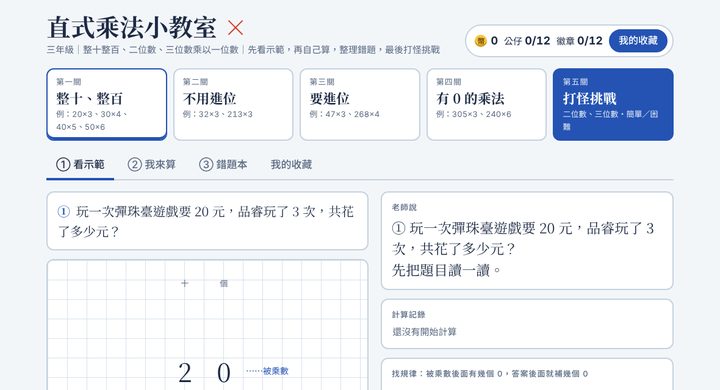 直式乘法小教室 ×
三年級｜整十整百、二位數、三位數乘以一位數｜先看示範，再自己算，整理錯題，最後打怪挑戰
幣 0 公仔 0/12 徽章 0/12 我的收藏
第一關
整十、整百
例：20×3、30×4、
40×5、50×6
第二關
不用進位
例：32×3、213×3
第三關
要進位
例：47×3、268×4
第四關
有 0 的乘法
例：305×3、240×6
第五關
打怪挑戰
二位數、三位數・簡單／困
難
① 看示範 ② 我來算 ③ 錯題本 我的收藏
① 玩一次彈珠臺遊戲要 20 元，品睿玩了 3 次，共花
了多少元？
十 個
2 0 ⋯⋯被乘數
老師說
① 玩一次彈珠臺遊戲要 20 元，品睿玩了 3
次，共花了多少元？
先把題目讀一讀。
計算記錄
還沒有開始計算
找規律：被乘數後面有幾個 0，答案後面就補幾個 0